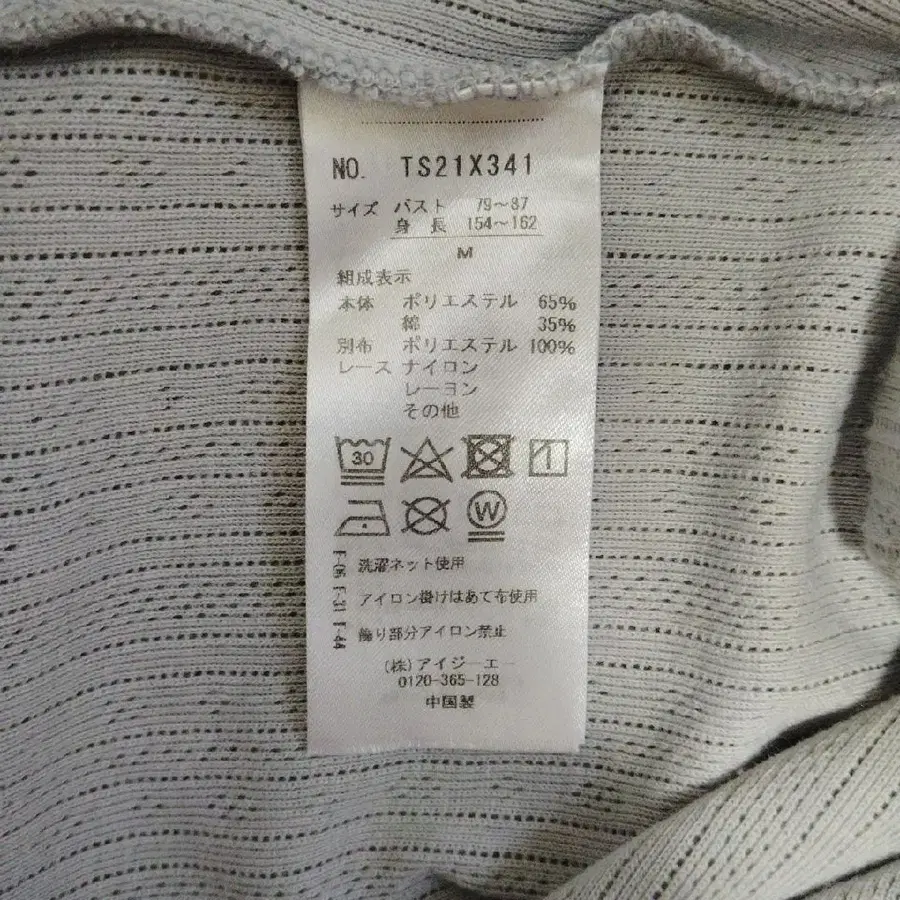 NO. TS21X341
サイズ バスト 79〜87
身長 154〜162
M
組成表示
本体 ポリエステル 65%
綿 35%
別布 ポリエステル 100%
レース ナイロン
レーヨン
その他
30
W
F-06 洗濯ネット使用
F-31 アイロン掛けはあて布使用
F-44 飾り部分アイロン禁止
(株)アイジーエー
0120-365-128
中国製